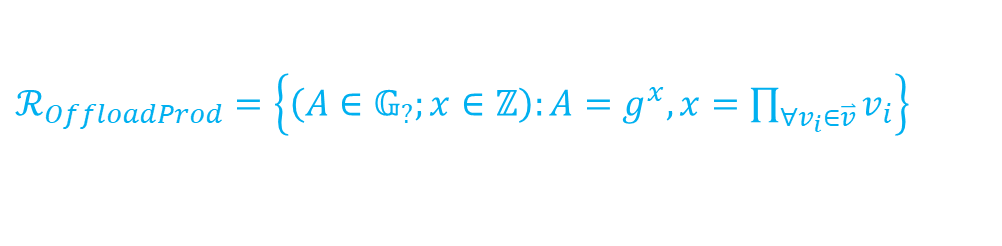 ℛ_{OffloadProd} = {(A ∈ 𝔾_?; x ∈ ℤ): A = g^x, x = ∏_{∀v_i∈v⃗} v_i}